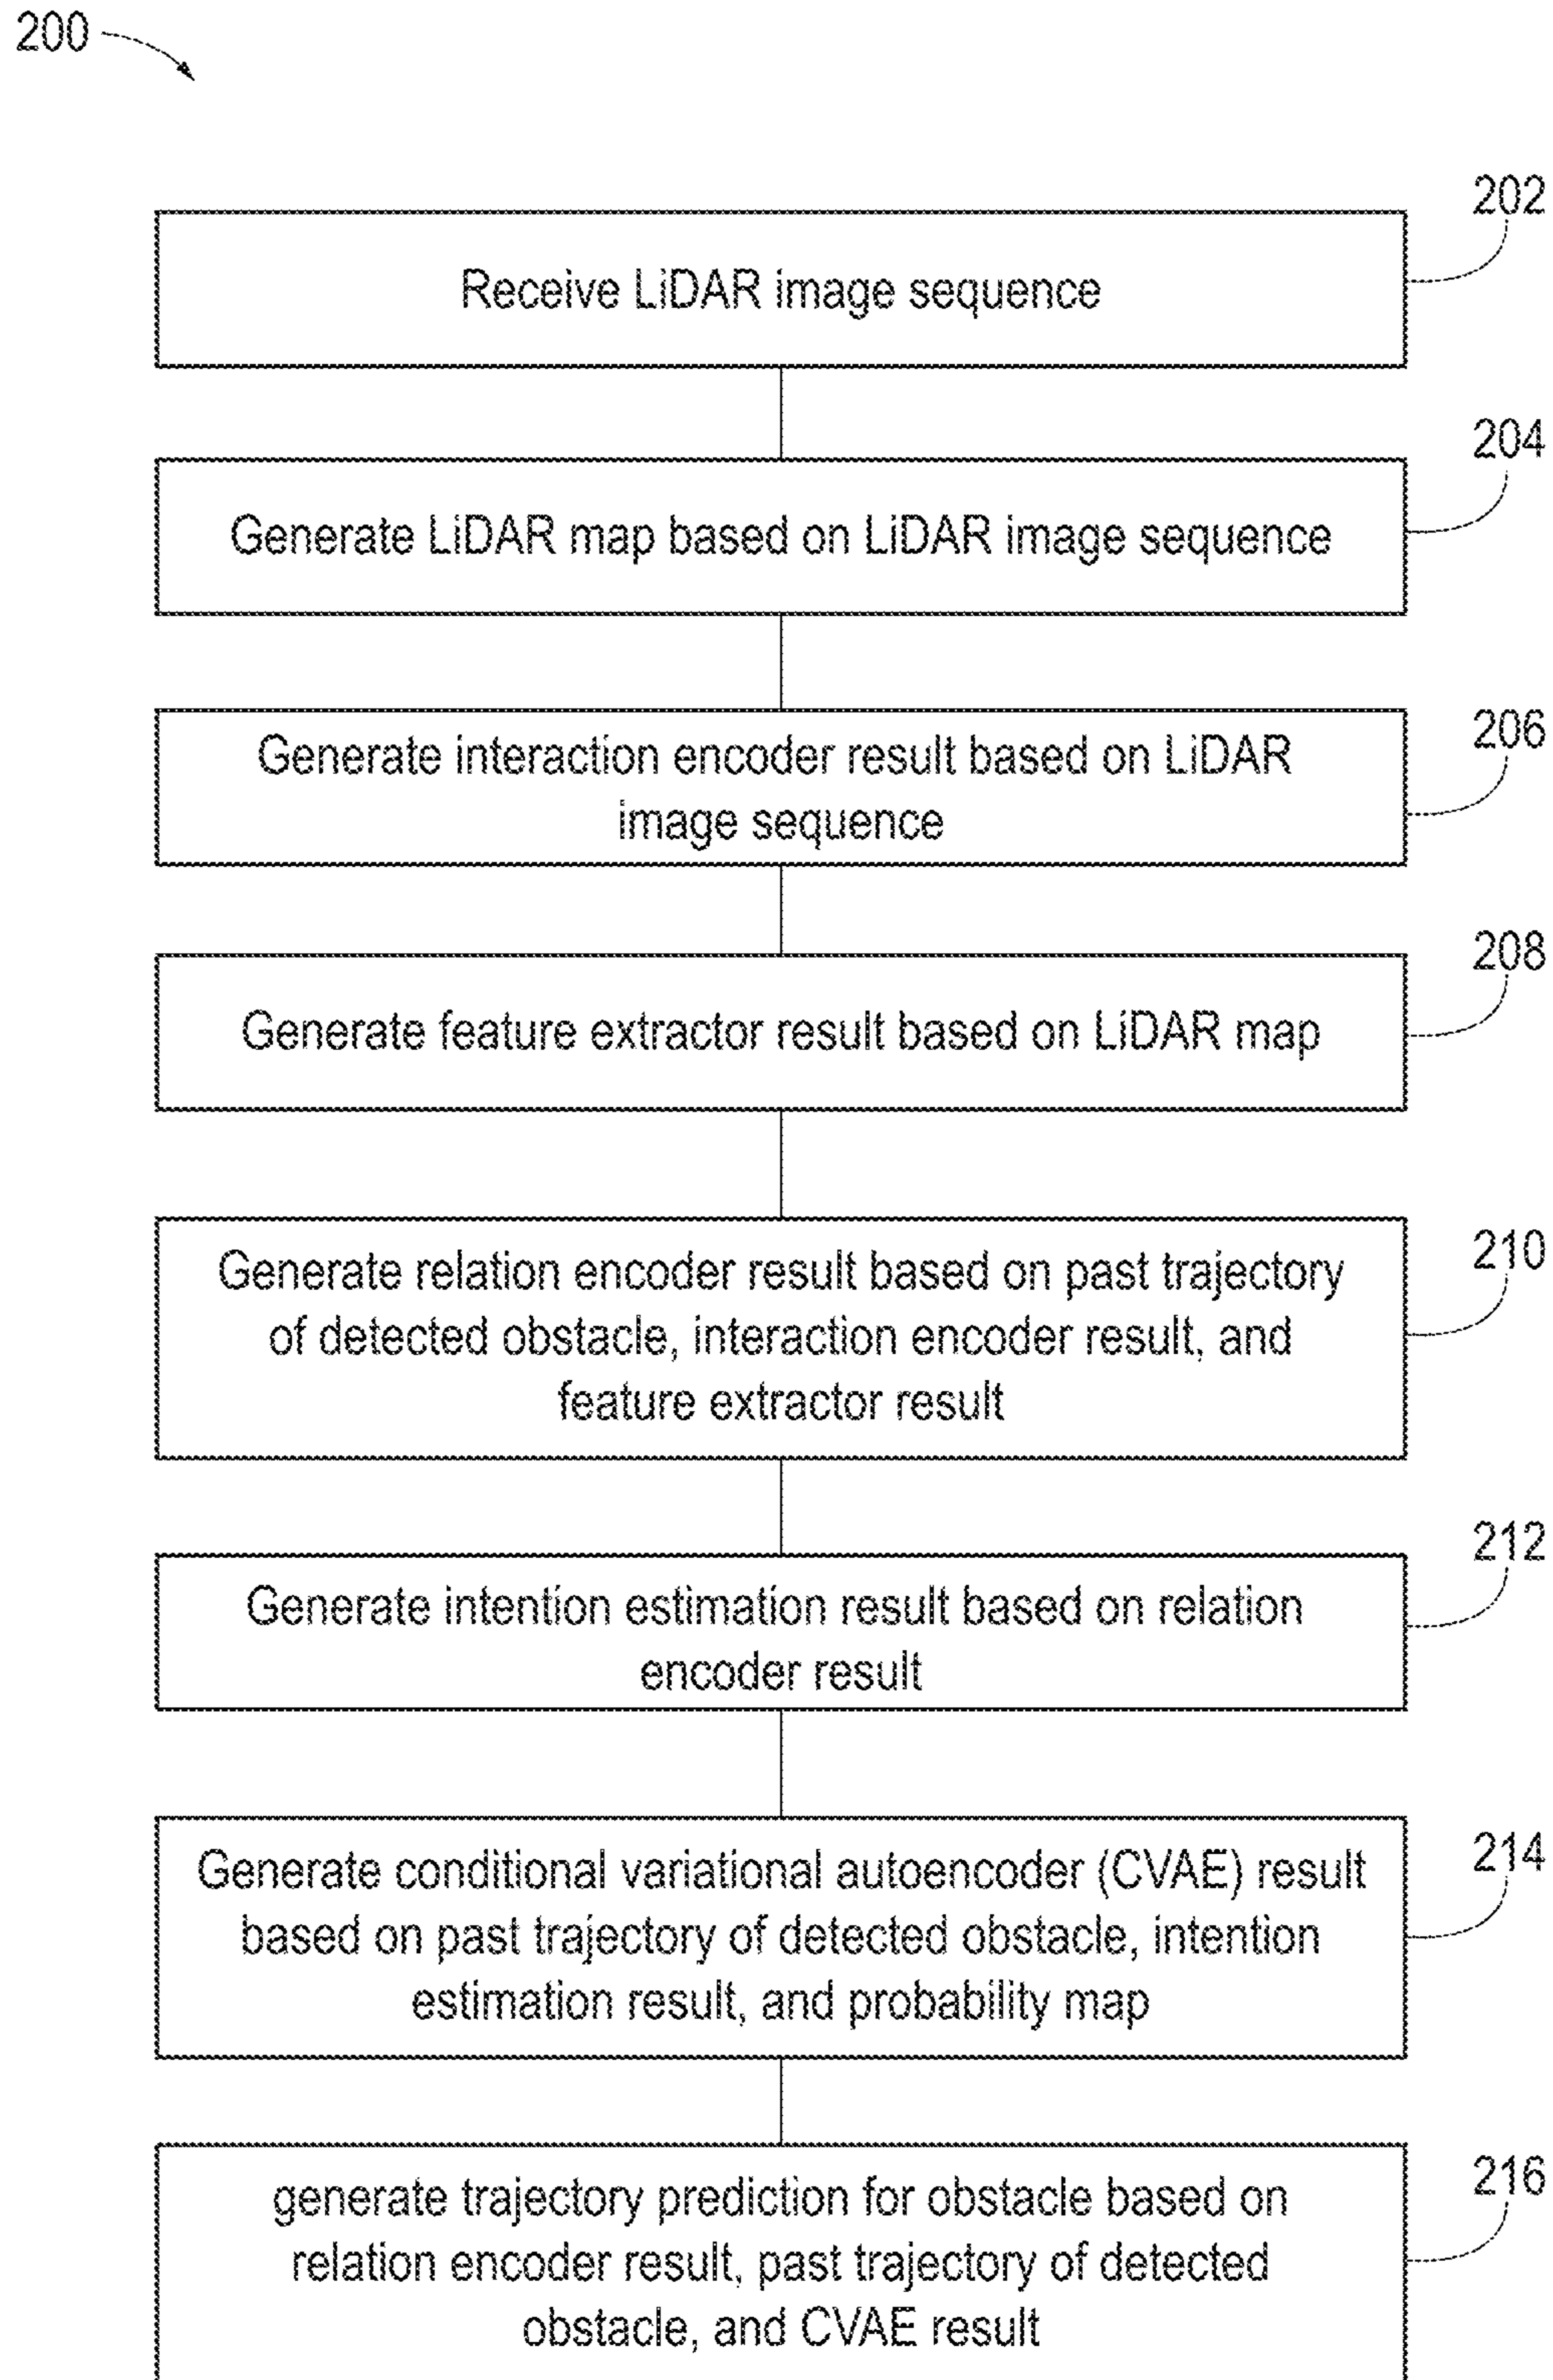 200
202
Receive LiDAR image sequence
204
Generate LiDAR map based on LiDAR image sequence
206
Generate interaction encoder result based on LiDAR
image sequence
208
Generate feature extractor result based on LiDAR map
210
Generate relation encoder result based on past trajectory
of detected obstacle, interaction encoder result, and
feature extractor result
212
Generate intention estimation result based on relation
encoder result
214
Generate conditional variational autoencoder (CVAE) result
based on past trajectory of detected obstacle, intention
estimation result, and probability map
216
generate trajectory prediction for obstacle based on
relation encoder result, past trajectory of detected
obstacle, and CVAE result